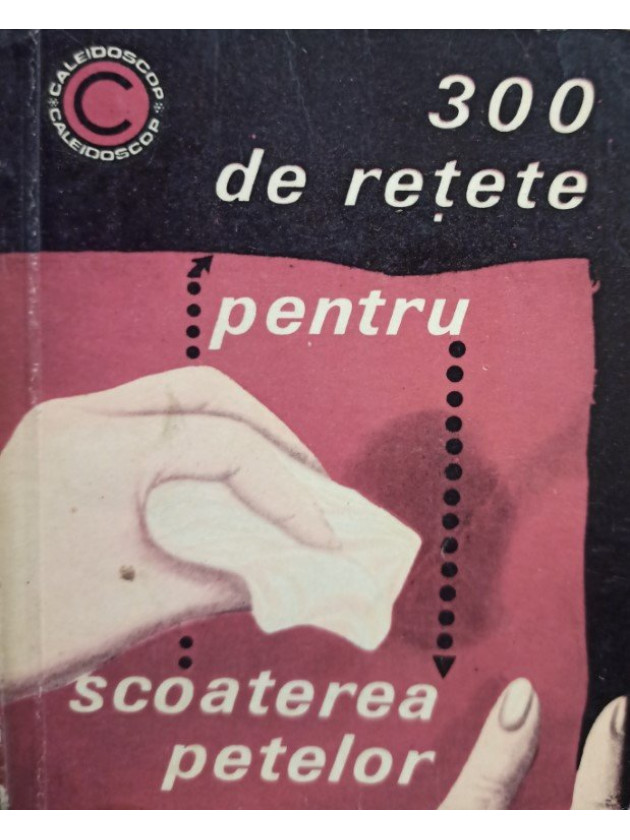 CALEIDOSCOP
C
CALEIDOSCOP
300
de rețete
pentru
scoaterea
petelor